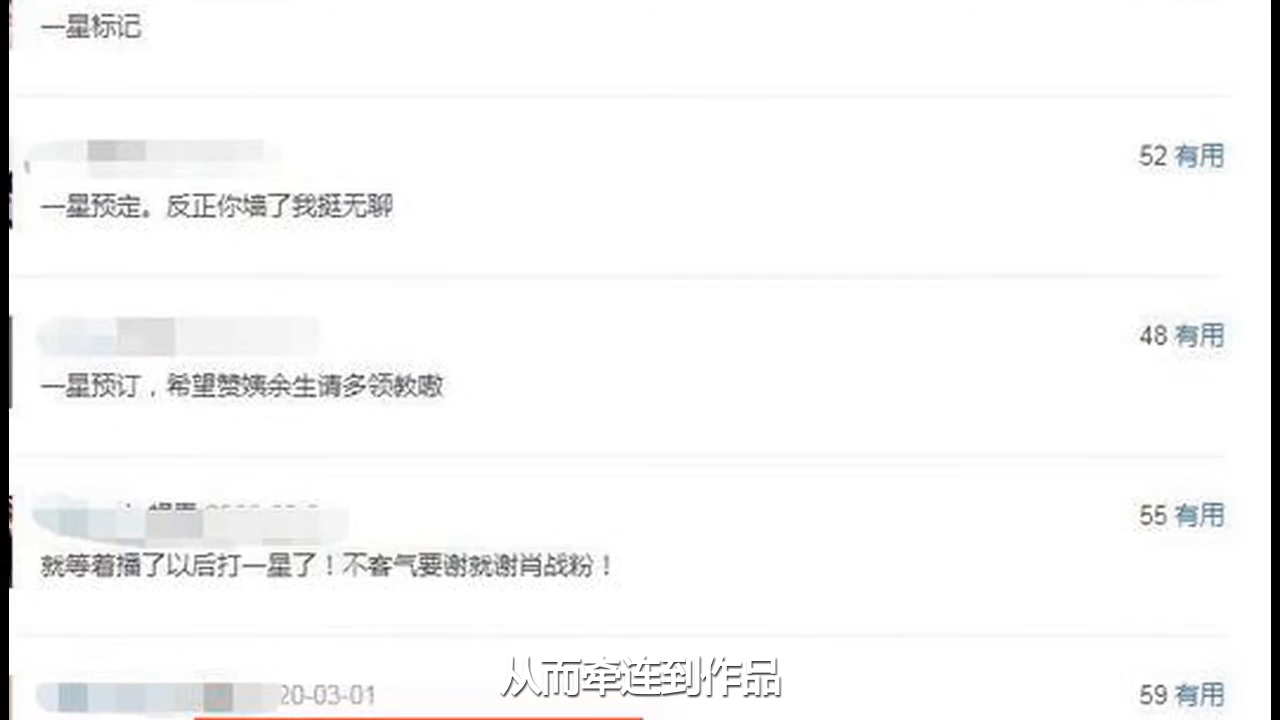 一星标记
52 有用
一星预定。反正你墙了我挺无聊
48 有用
一星预订，希望赞姨余生请多领教嗷
55 有用
就等着播了以后打一星了！不客气要谢就谢肖战粉！
从而牵连到作品
20-03-01
59 有用